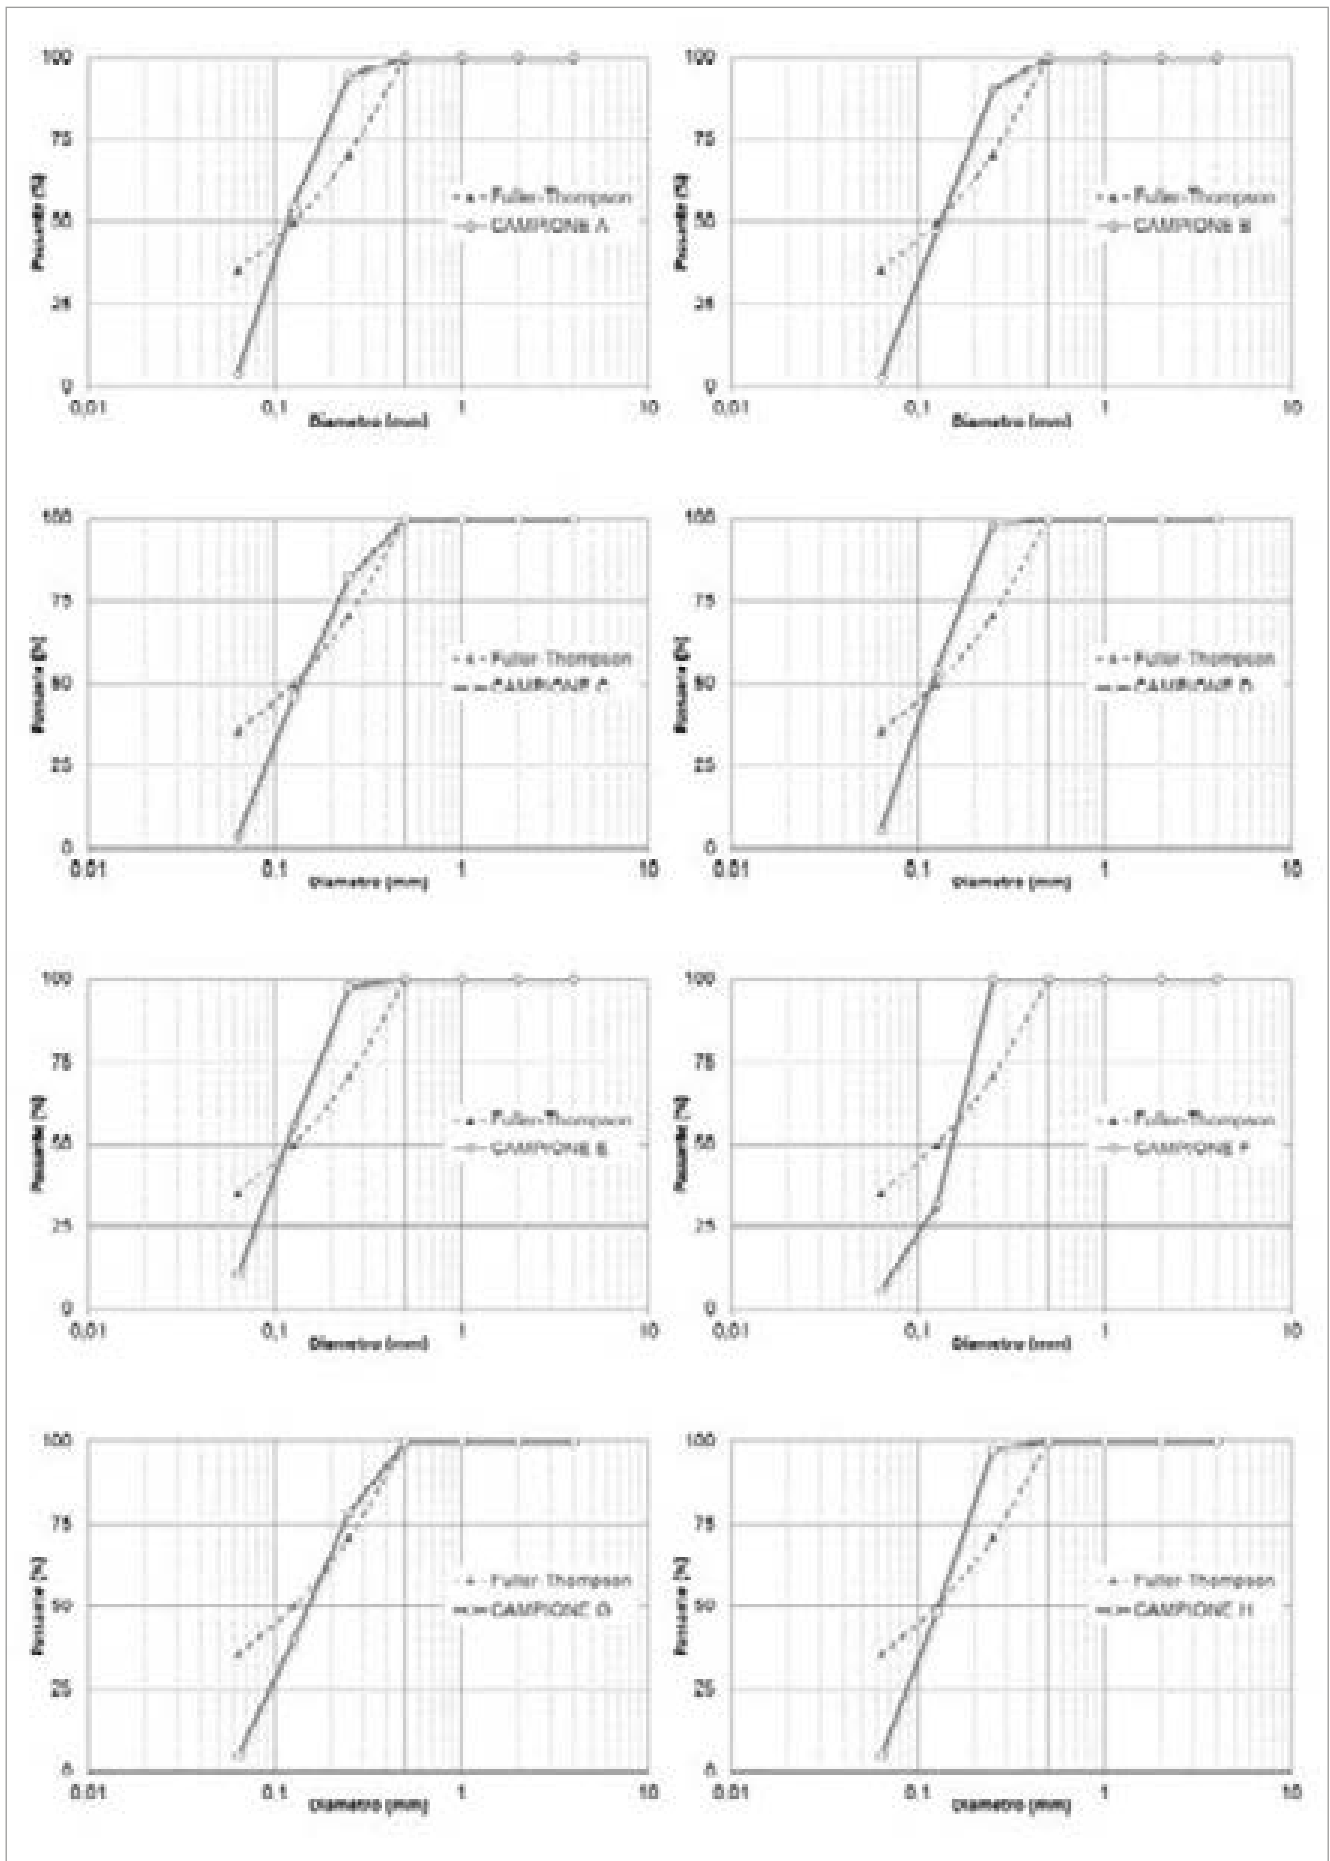 100
75
50
25
0
Passante (%)
0,01 0,1 1 10
Diametro (mm)
Fuller-Thompson
CAMPIONE A
100
75
50
25
0
Passante (%)
0,01 0,1 1 10
Diametro (mm)
Fuller-Thompson
CAMPIONE B
100
75
50
25
0
Passante (%)
0,01 0,1 1 10
Diametro (mm)
Fuller-Thompson
CAMPIONE C
100
75
50
25
0
Passante (%)
0,01 0,1 1 10
Diametro (mm)
Fuller-Thompson
CAMPIONE D
100
75
50
25
0
Passante (%)
0,01 0,1 1 10
Diametro (mm)
Fuller-Thompson
CAMPIONE E
100
75
50
25
0
Passante (%)
0,01 0,1 1 10
Diametro (mm)
Fuller-Thompson
CAMPIONE F
100
75
50
25
0
Passante (%)
0,01 0,1 1 10
Diametro (mm)
Fuller-Thompson
CAMPIONE G
100
75
50
25
0
Passante (%)
0,01 0,1 1 10
Diametro (mm)
Fuller-Thompson
CAMPIONE H